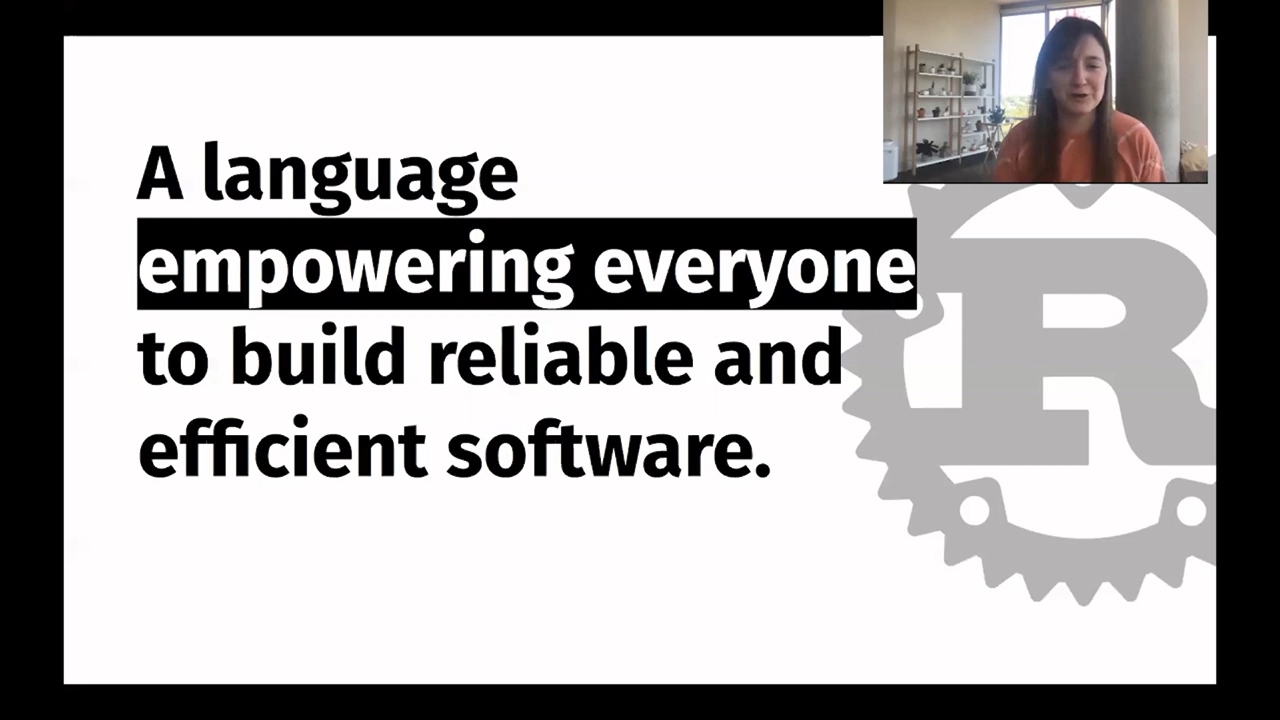 A language
empowering everyone
to build reliable and
efficient software.
R